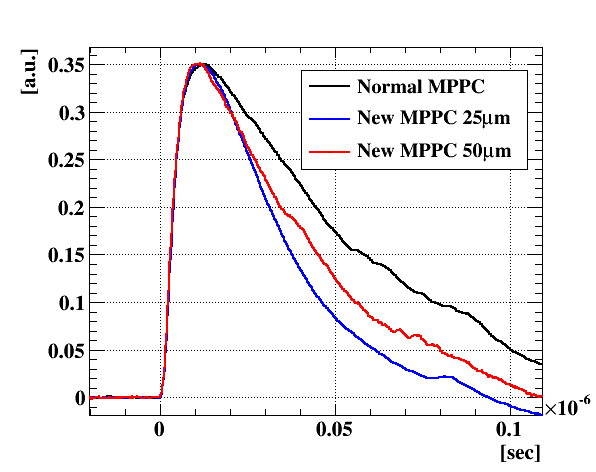 [a.u.]
0.35
0.3
0.25
0.2
0.15
0.1
0.05
0
Normal MPPC
New MPPC 25μm
New MPPC 50μm
0 0.05 0.1
×10-6
[sec]